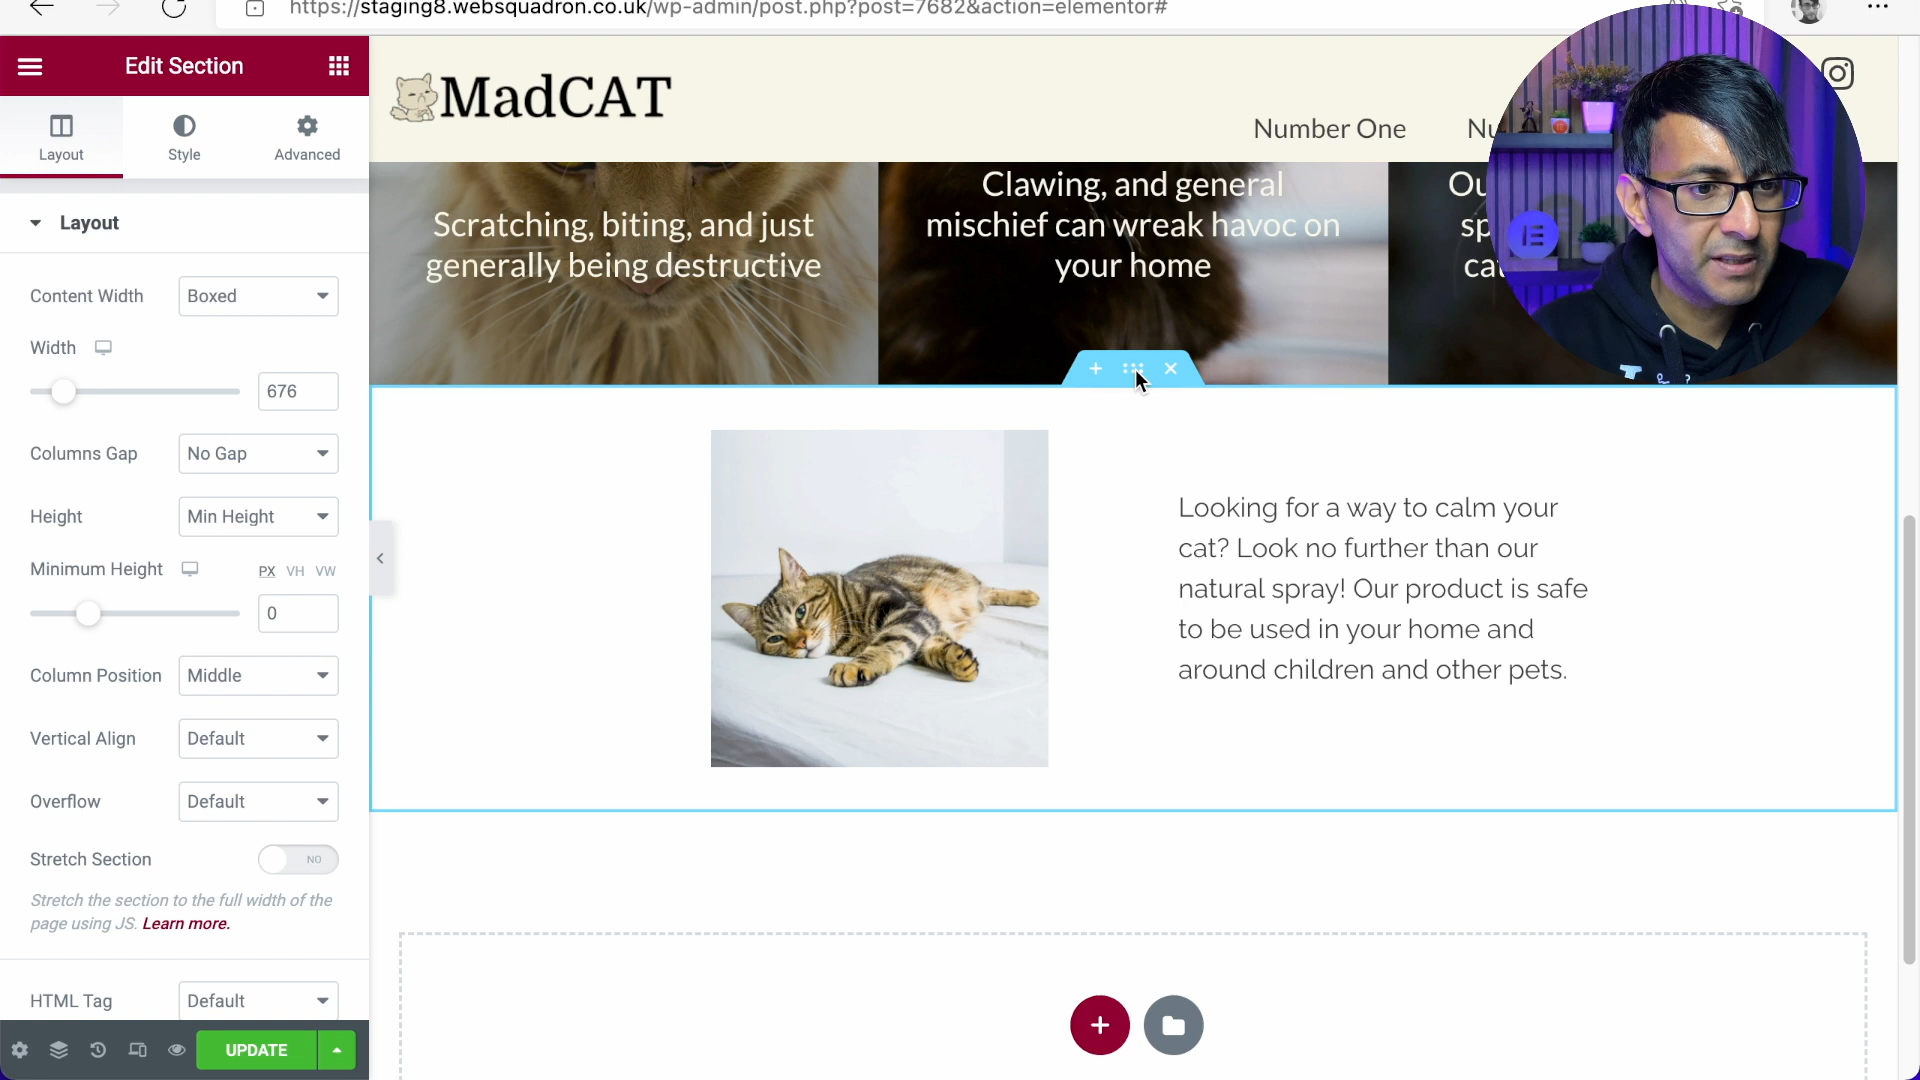 https://staging8.websquadron.co.uk/wp-admin/post.php?post=7682&action=elementor#
Edit Section
Layout
Style
Advanced
Layout
Content Width
Boxed
Width
676
Columns Gap
No Gap
Height
Min Height
Minimum Height
PX VH VW
0
Column Position
Middle
Vertical Align
Default
Overflow
Default
Stretch Section
NO
Stretch the section to the full width of the
page using JS. Learn more.
HTML Tag
Default
UPDATE
MadCAT
Number One
Scratching, biting, and just
generally being destructive
Clawing, and general
mischief can wreak havoc on
your home
Looking for a way to calm your
cat? Look no further than our
natural spray! Our product is safe
to be used in your home and
around children and other pets.